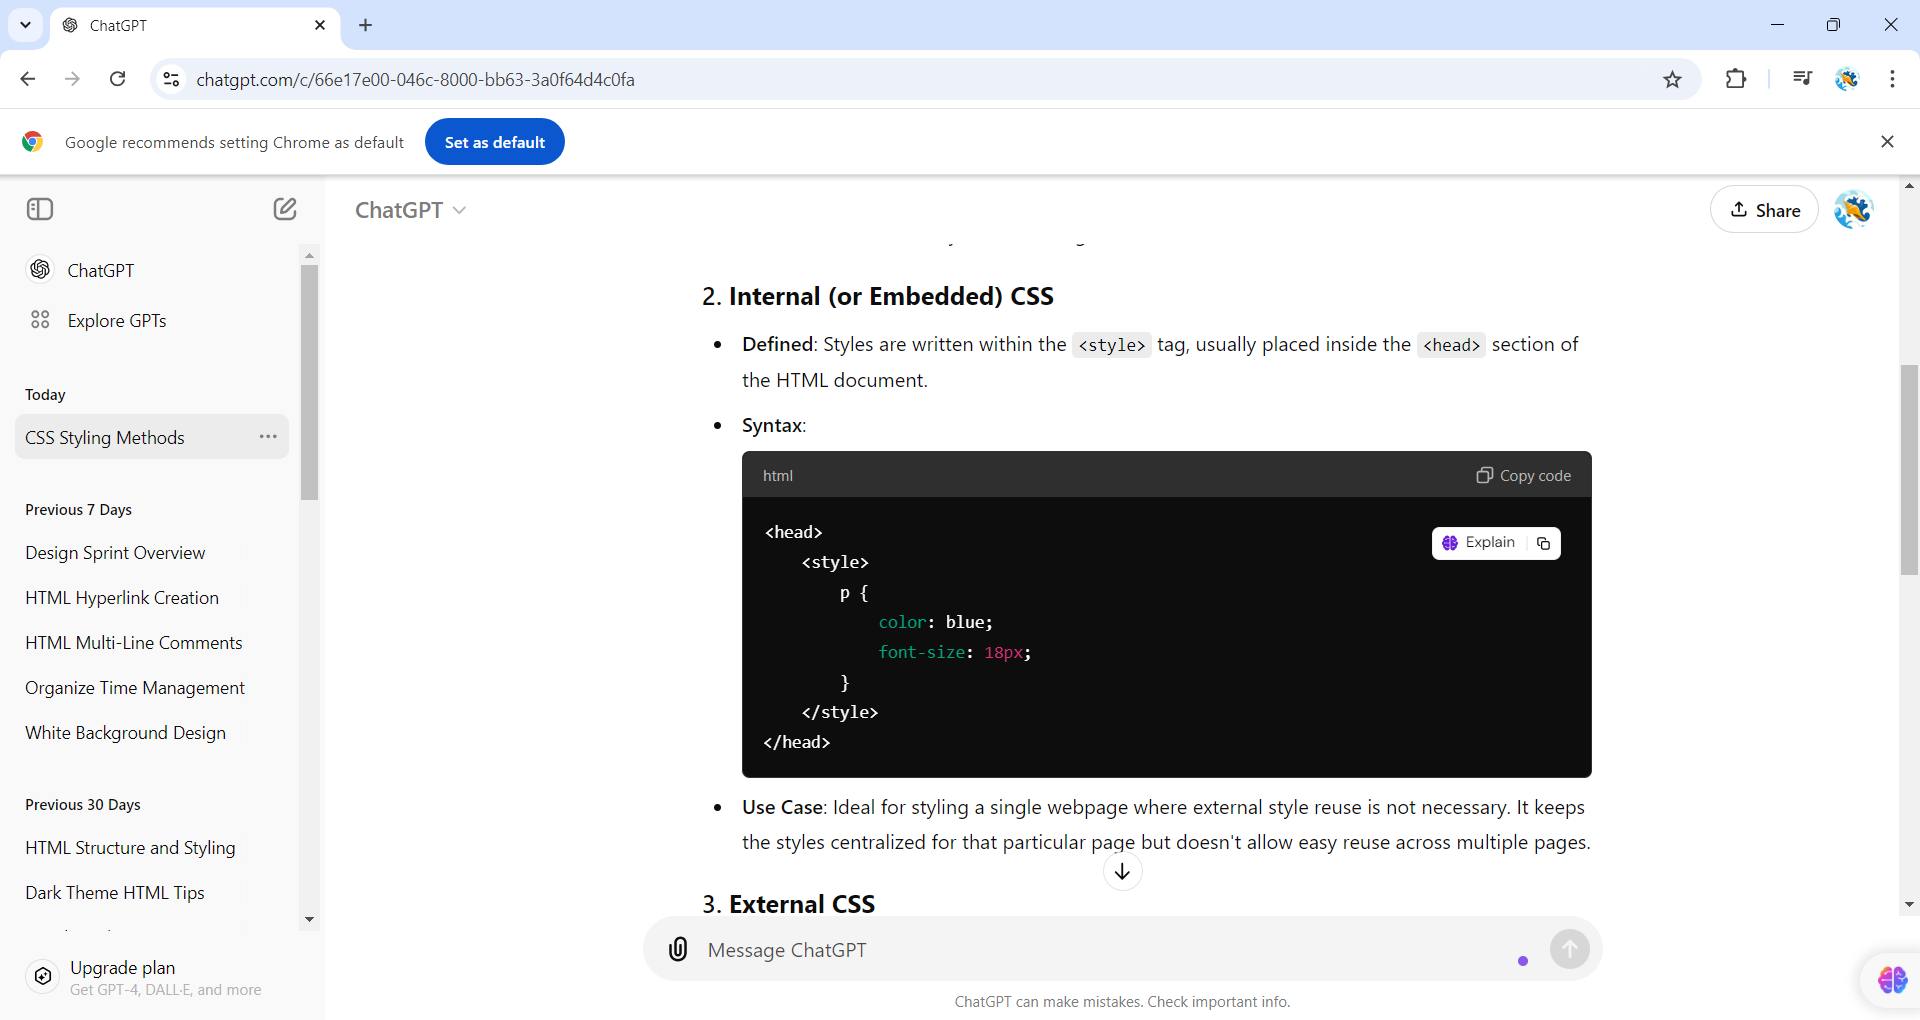 ChatGPT
chatgpt.com/c/66e17e00-046c-8000-bb63-3a0f64d4c0fa
Google recommends setting Chrome as default
Set as default
ChatGPT
Share
ChatGPT
Explore GPTs
Today
CSS Styling Methods
Previous 7 Days
Design Sprint Overview
HTML Hyperlink Creation
HTML Multi-Line Comments
Organize Time Management
White Background Design
Previous 30 Days
HTML Structure and Styling
Dark Theme HTML Tips
Upgrade plan
Get GPT-4, DALL·E, and more
2. Internal (or Embedded) CSS
• Defined: Styles are written within the <style> tag, usually placed inside the <head> section of
the HTML document.
• Syntax:
html
Copy code
<head>
Explain
<style>
p {
color: blue;
font-size: 18px;
}
</style>
</head>
• Use Case: Ideal for styling a single webpage where external style reuse is not necessary. It keeps
the styles centralized for that particular page but doesn't allow easy reuse across multiple pages.
3. External CSS
Message ChatGPT
ChatGPT can make mistakes. Check important info.